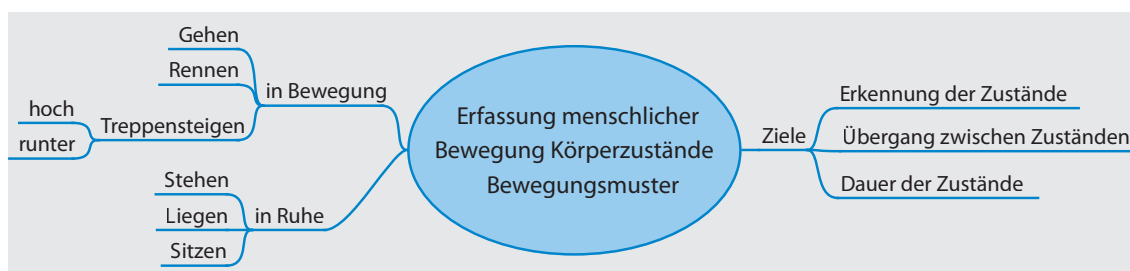 Gehen
Rennen
in Bewegung
hoch
Treppensteigen
runter
Stehen
Liegen
in Ruhe
Sitzen
Erfassung menschlicher
Bewegung Körperzustände
Bewegungsmuster
Ziele
Erkennung der Zustände
Übergang zwischen Zuständen
Dauer der Zustände